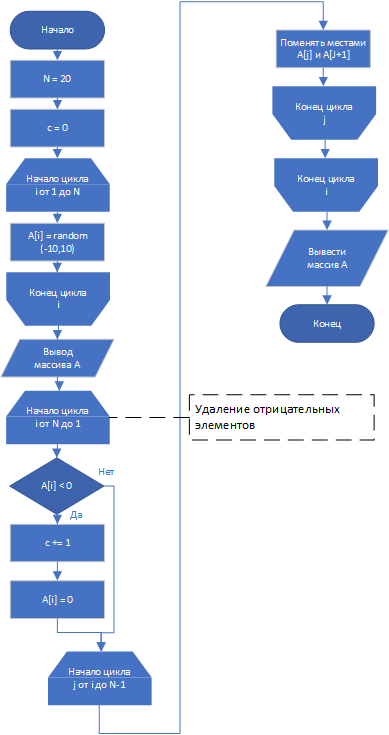 Начало
N = 20
c = 0
Начало цикла
i от 1 до N
A[i] = random
(-10,10)
Конец цикла
i
Вывод
массива A
Начало цикла
i от N до 1
Удаление отрицательных
элементов
A[i] < 0
Нет
Да
c += 1
A[i] = 0
Начало цикла
j от i до N-1
Поменять местами
A[j] и A[J+1]
Конец цикла
j
Конец цикла
i
Вывести
массив A
Конец